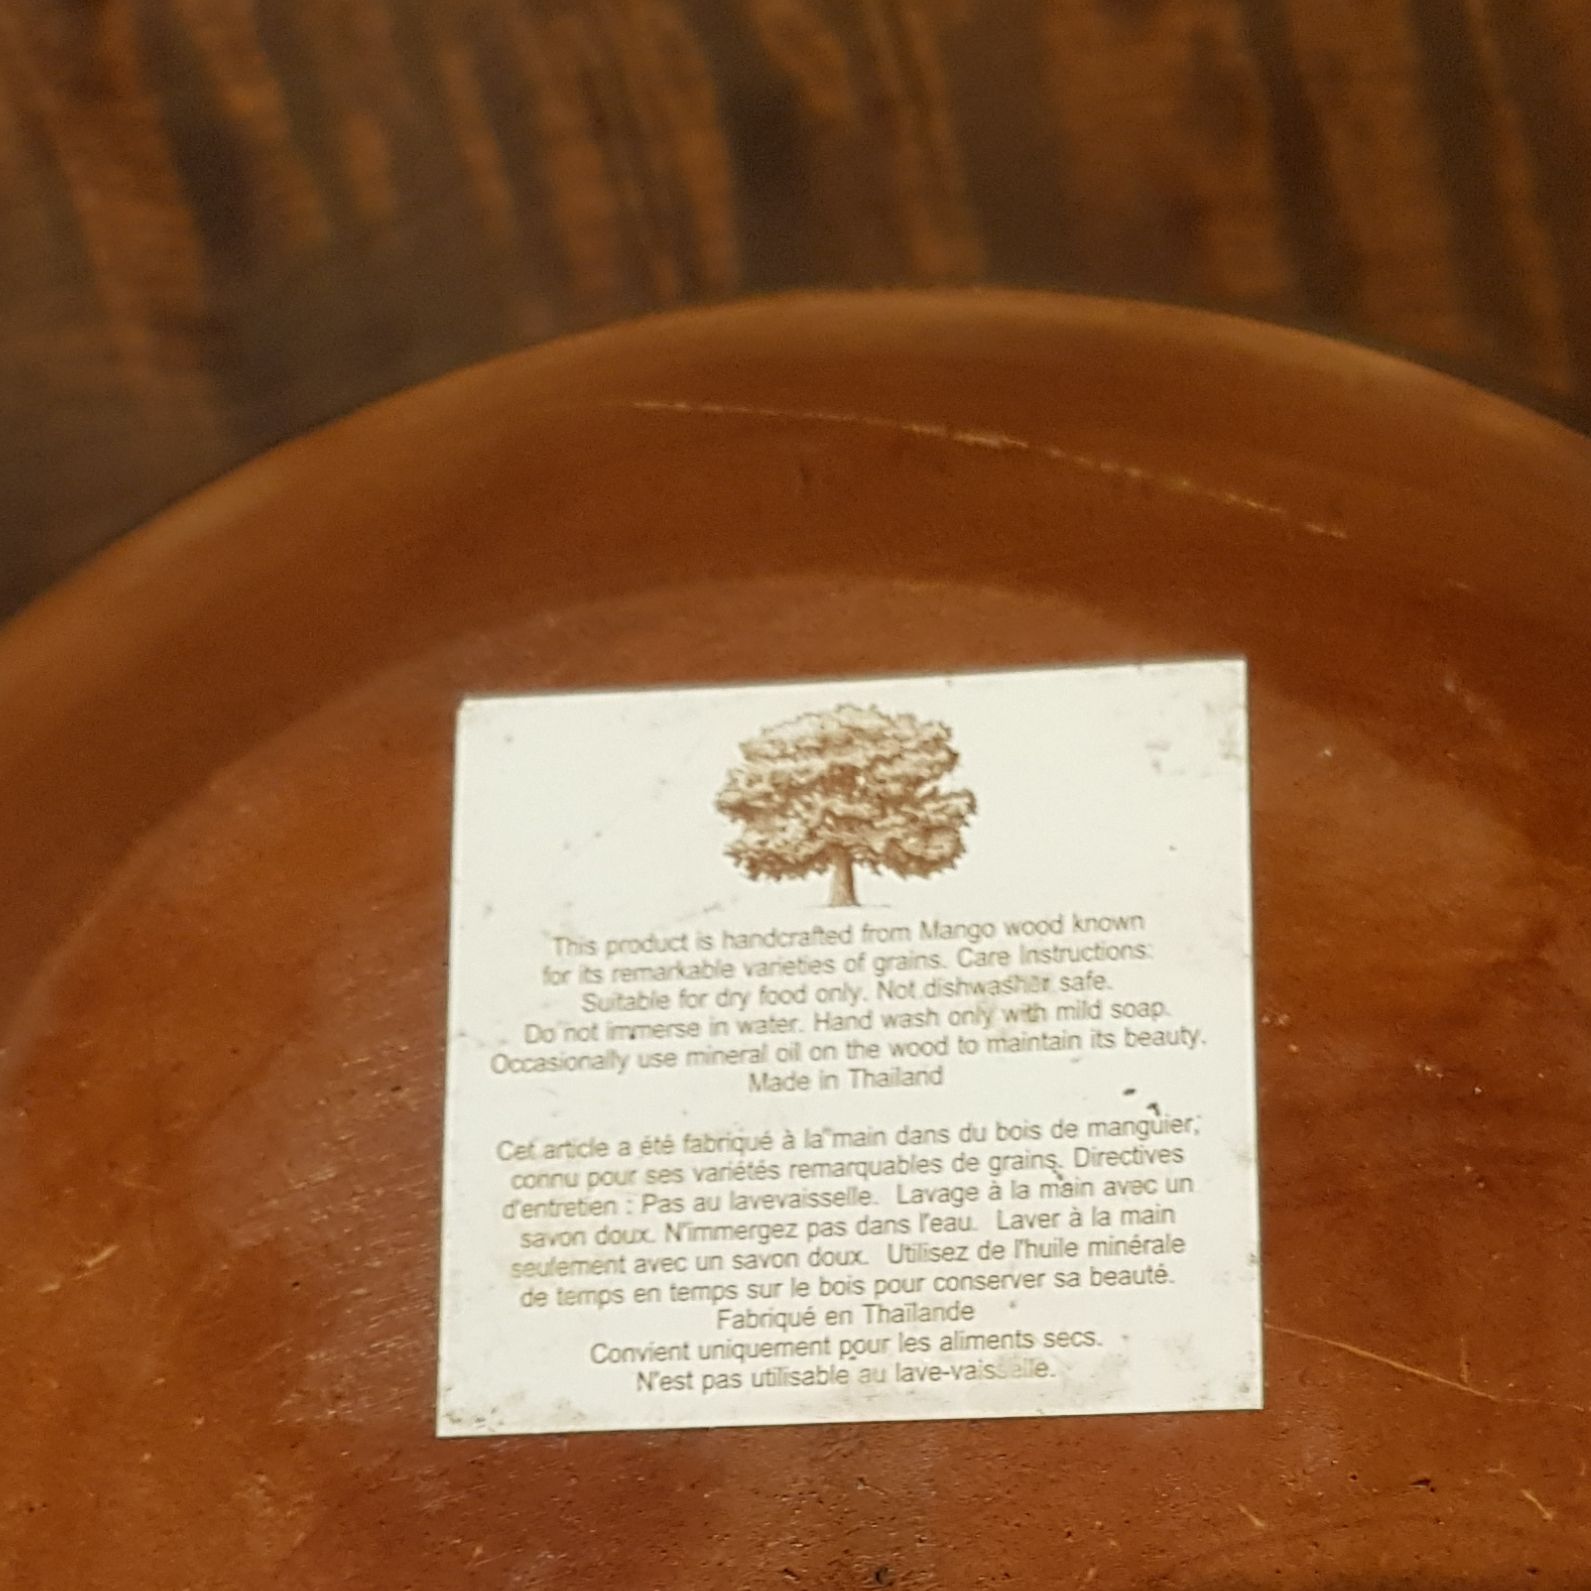 This product is handcrafted from Mango wood known
for its remarkable varieties of grains. Care Instructions:
Suitable for dry food only. Not dishwasher safe.
Do not immerse in water. Hand wash only with mild soap.
Occasionally use mineral oil on the wood to maintain its beauty.
Made in Thailand
Cet article a été fabriqué à la main dans du bois de manguier,
connu pour ses variétés remarquables de grains. Directives
d'entretien : Pas au lavevaisselle. Lavage à la main avec un
savon doux. N'immergez pas dans l'eau. Laver à la main
seulement avec un savon doux. Utilisez de l'huile minérale
de temps en temps sur le bois pour conserver sa beauté.
Fabriqué en Thaïlande
Convient uniquement pour les aliments secs.
N'est pas utilisable au lave-vaisselle.